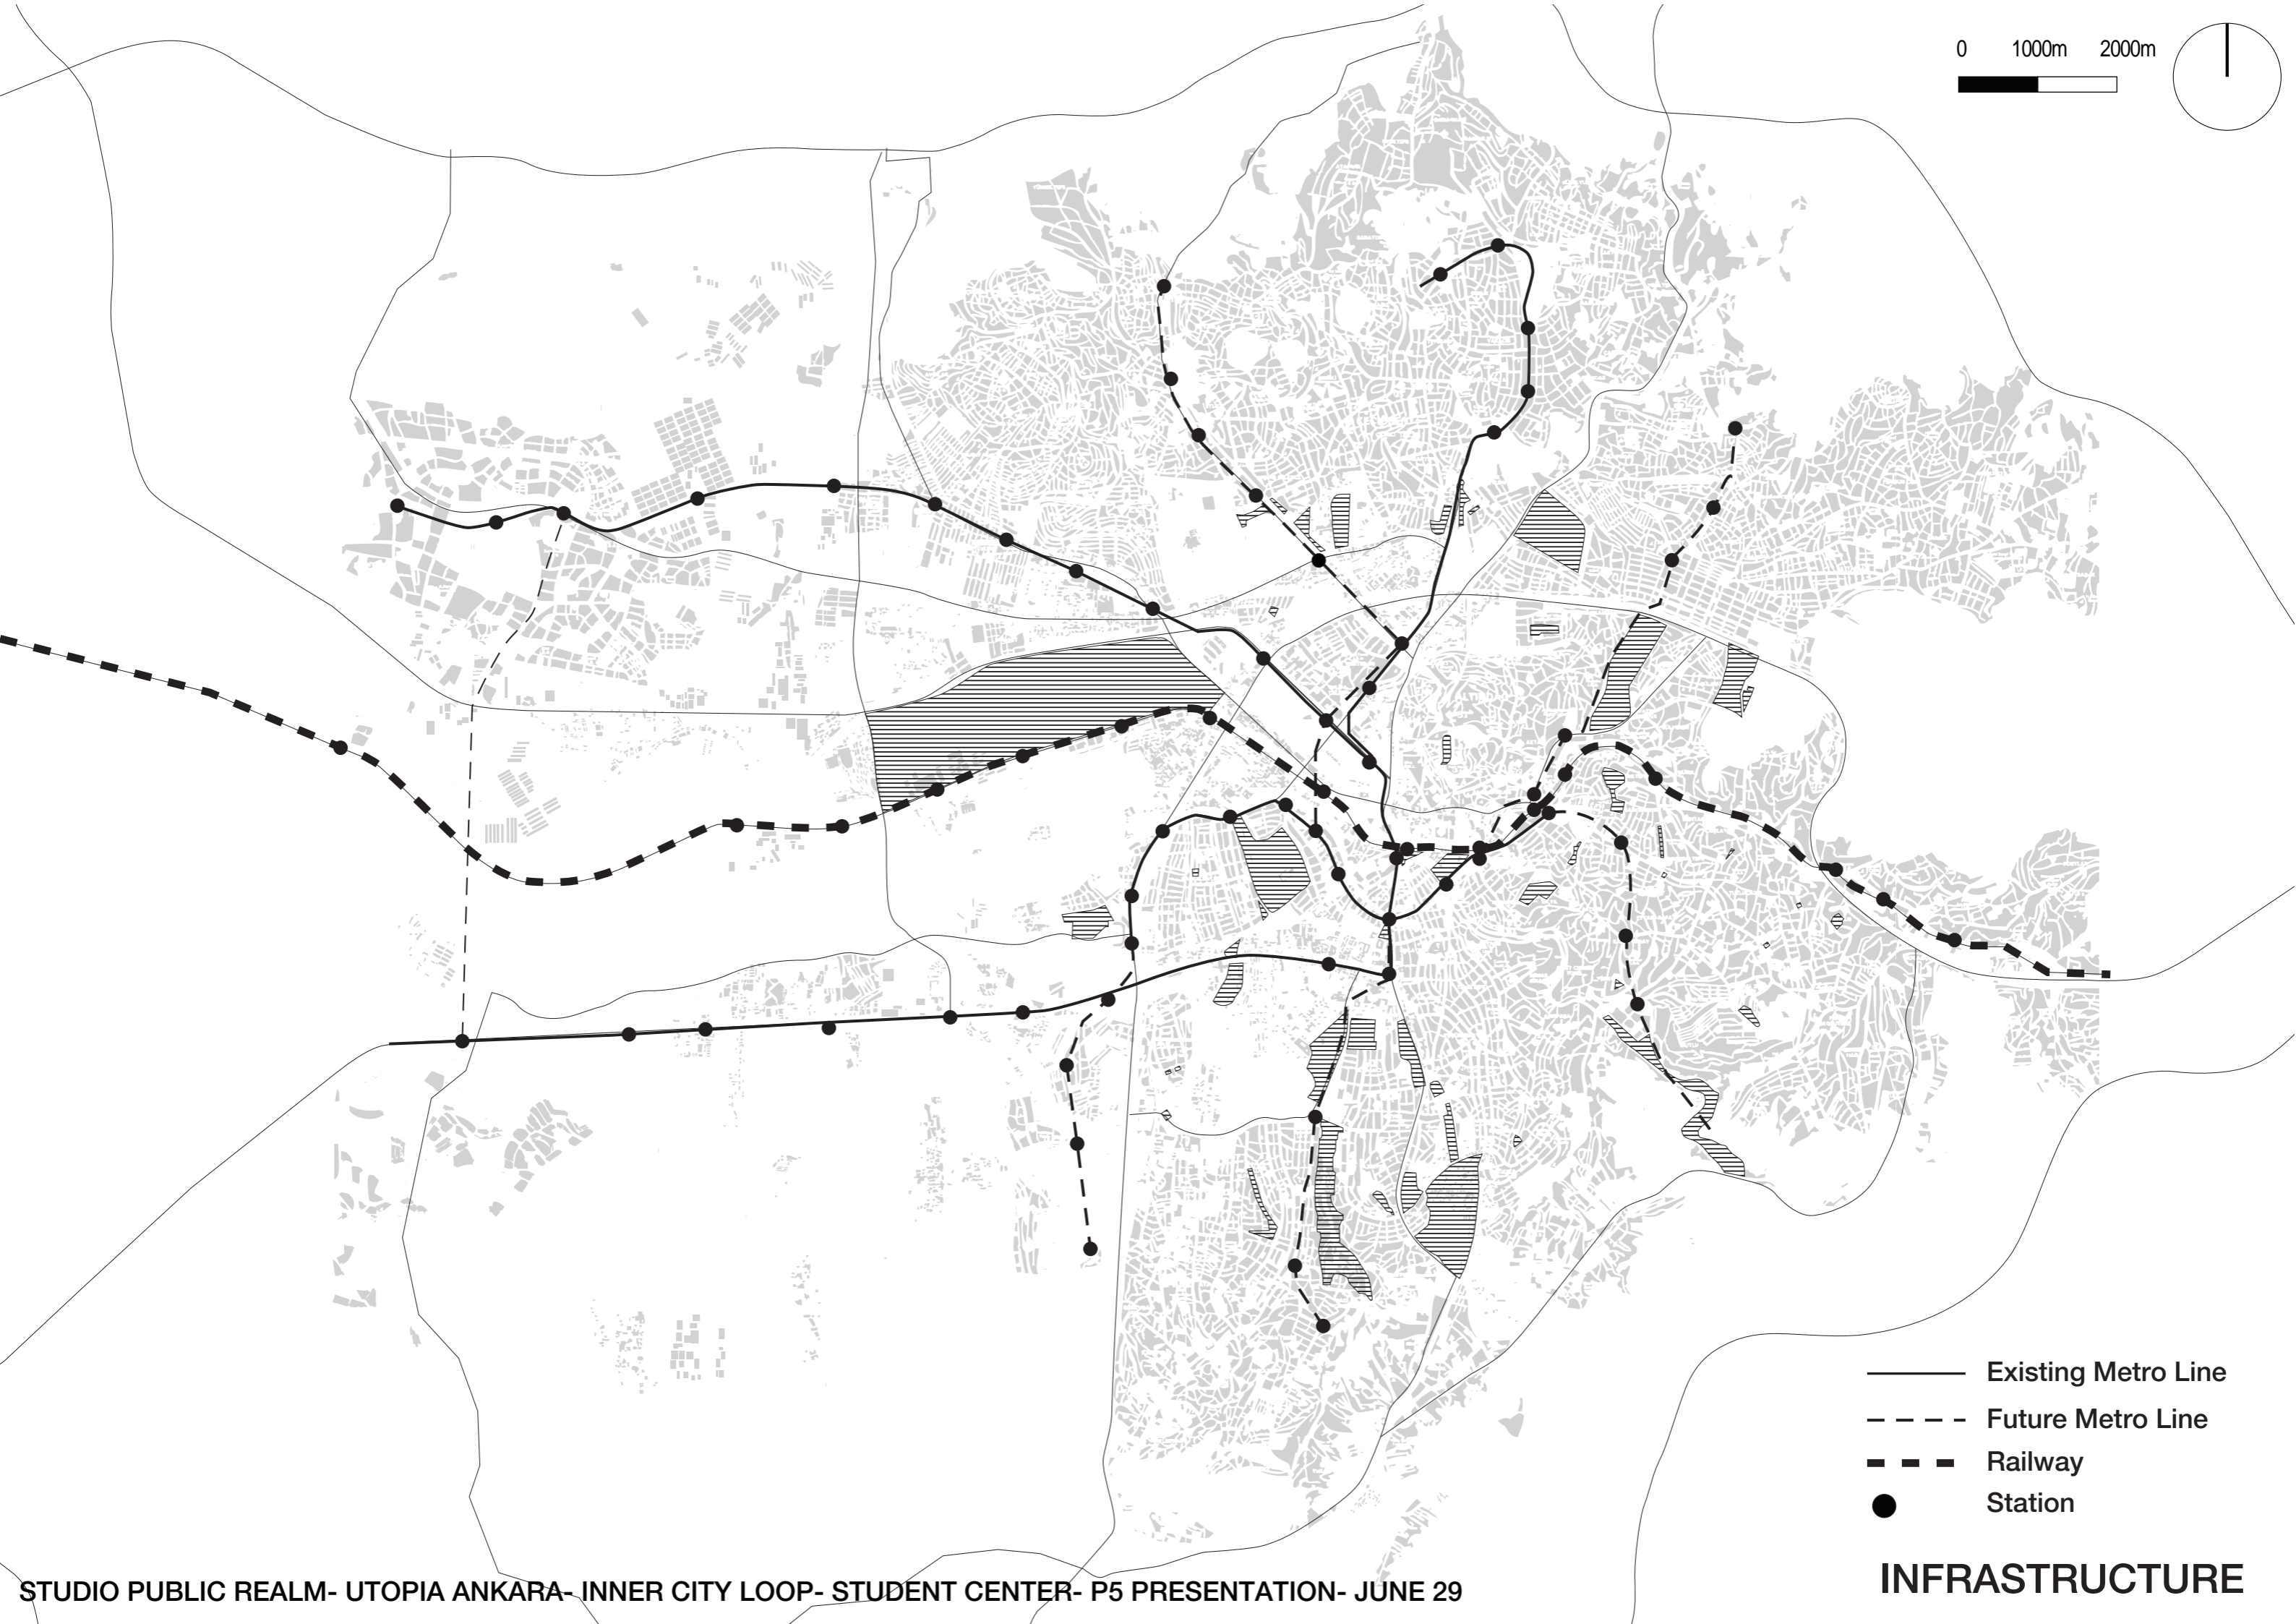 0 1000m 2000m
Existing Metro Line
Future Metro Line
Railway
Station
INFRASTRUCTURE
STUDIO PUBLIC REALM- UTOPIA ANKARA- INNER CITY LOOP- STUDENT CENTER- P5 PRESENTATION- JUNE 29